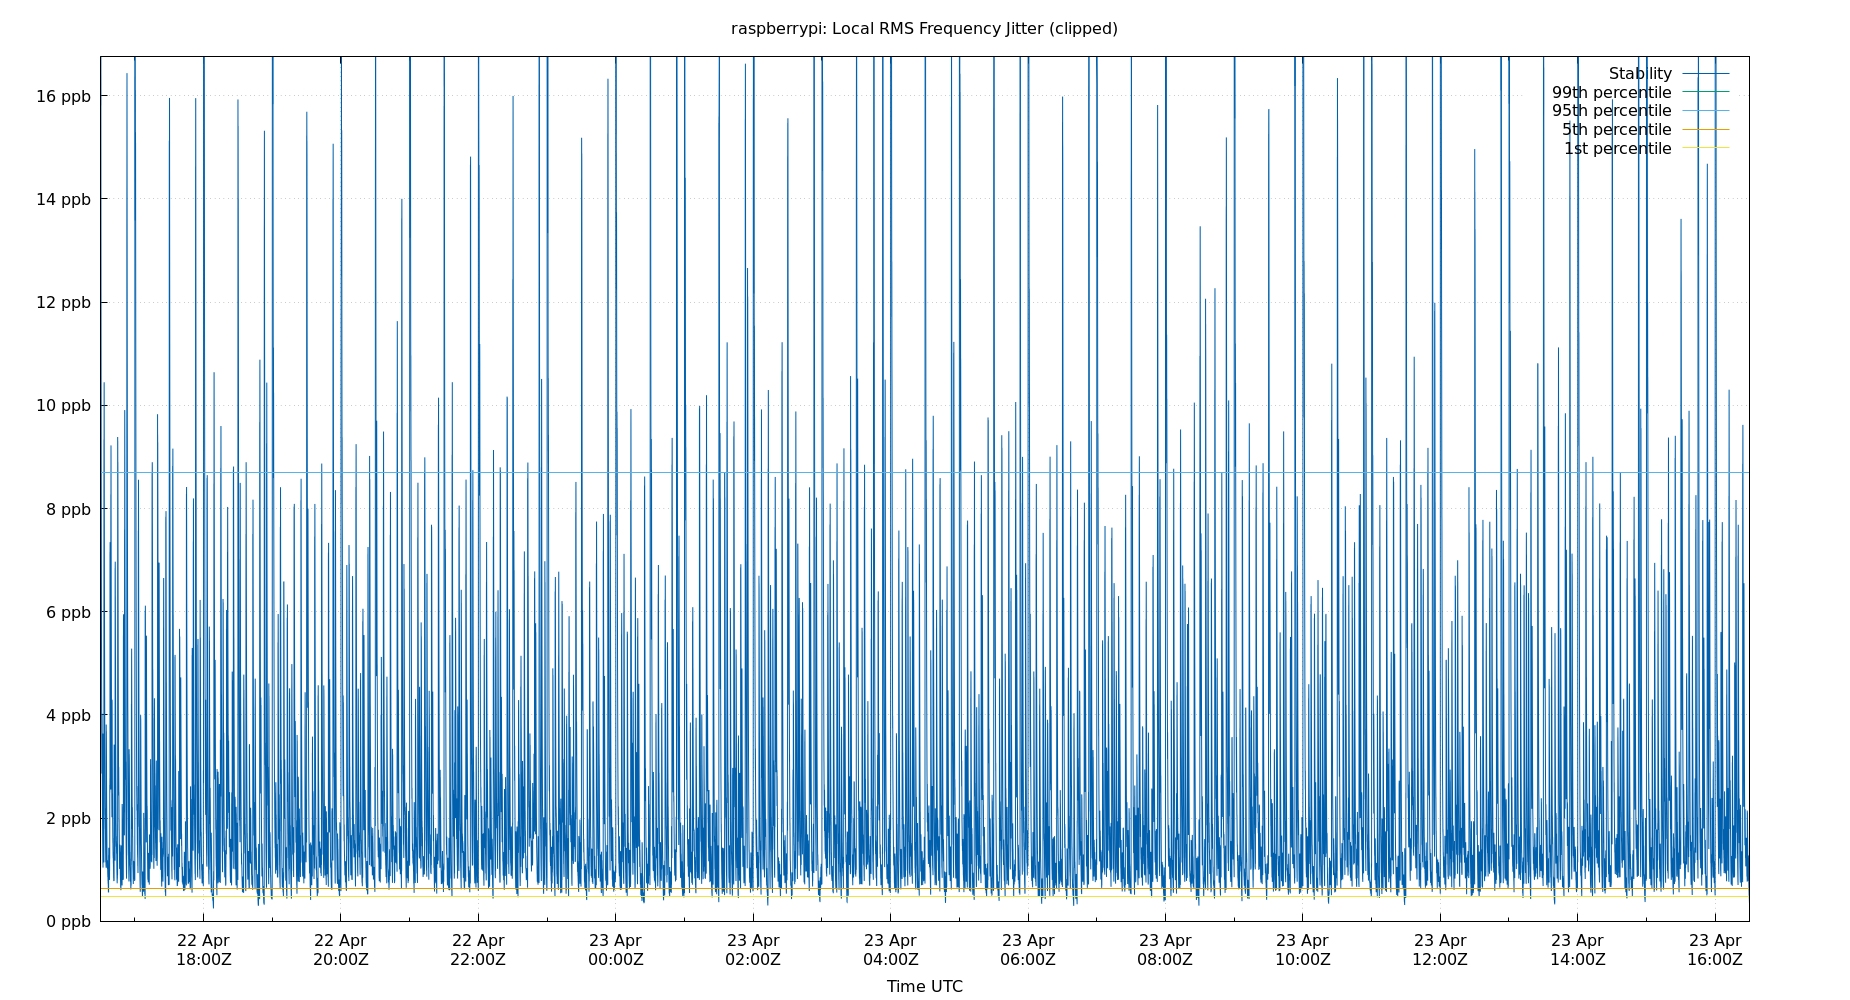 raspberrypi: Local RMS Frequency Jitter (clipped)
Stability
99th percentile
95th percentile
5th percentile
1st percentile
16 ppb
14 ppb
12 ppb
10 ppb
8 ppb
6 ppb
4 ppb
2 ppb
0 ppb
22 Apr 22 Apr 22 Apr 23 Apr 23 Apr 23 Apr 23 Apr 23 Apr 23 Apr 23 Apr 23 Apr 23 Apr
18:00Z 20:00Z 22:00Z 00:00Z 02:00Z 04:00Z 06:00Z 08:00Z 10:00Z 12:00Z 14:00Z 16:00Z
Time UTC